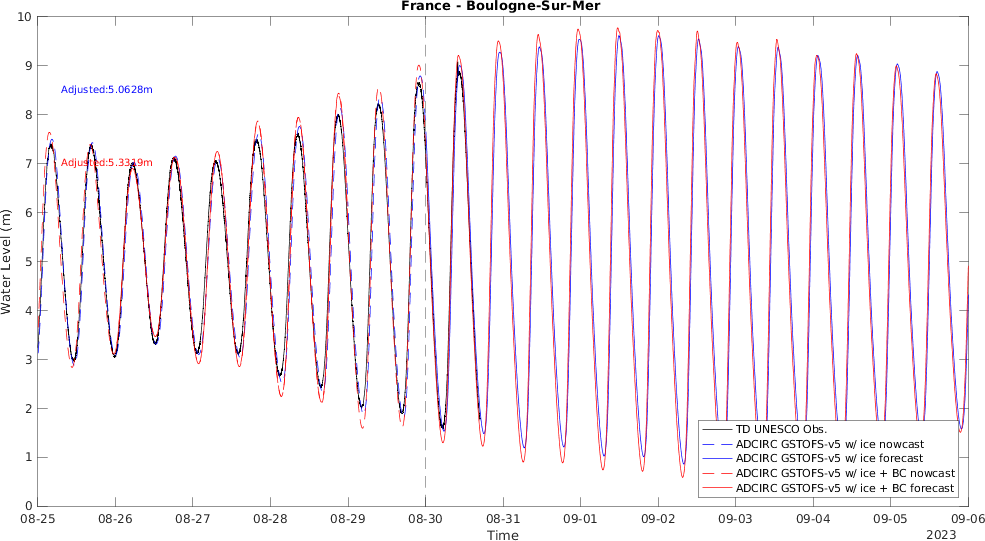 France - Boulogne-Sur-Mer
10
9
8
7
6
5
4
3
2
1
0
Water Level (m)
Adjusted:5.0628m
Adjusted:5.3319m
TD UNESCO Obs.
ADCIRC GSTOFS-v5 w/ ice nowcast
ADCIRC GSTOFS-v5 w/ ice forecast
ADCIRC GSTOFS-v5 w/ ice + BC nowcast
ADCIRC GSTOFS-v5 w/ ice + BC forecast
08-25 08-26 08-27 08-28 08-29 08-30 08-31 09-01 09-02 09-03 09-04 09-05 09-06
Time
2023